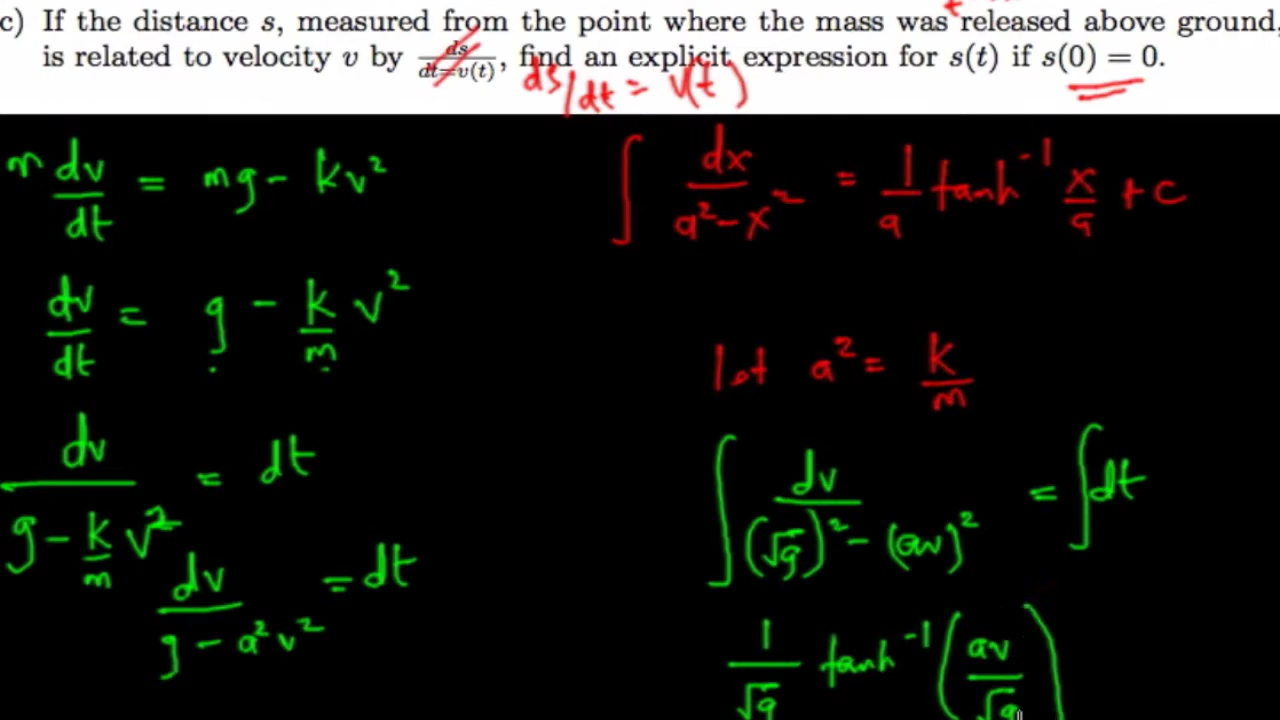 c) If the distance s, measured from the point where the mass was released above ground,
is related to velocity v by ds/dt=v(t), find an explicit expression for s(t) if s(0) = 0.
ds/dt = v(t)
m dv/dt = mg - kv²
dv/dt = g - k/m v²
dv/(g - k/m v²) = dt
dv/(g - a²v²) = dt
∫ dx/(a² - x²) = 1/a tanh⁻¹ x/a + c
let a² = k/m
∫ dv/((√g)² - (av)²) = ∫dt
1/√g tanh⁻¹(av/√g)